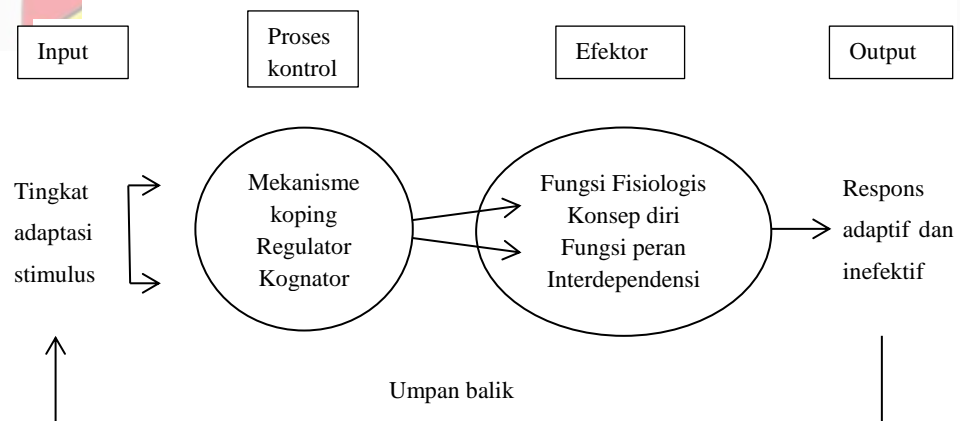 Input
Proses
kontrol
Efektor
Output
Tingkat
adaptasi
stimulus
Mekanisme
koping
Regulator
Kognator
Fungsi Fisiologis
Konsep diri
Fungsi peran
Interdependensi
Respons
adaptif dan
inefektif
Umpan balik